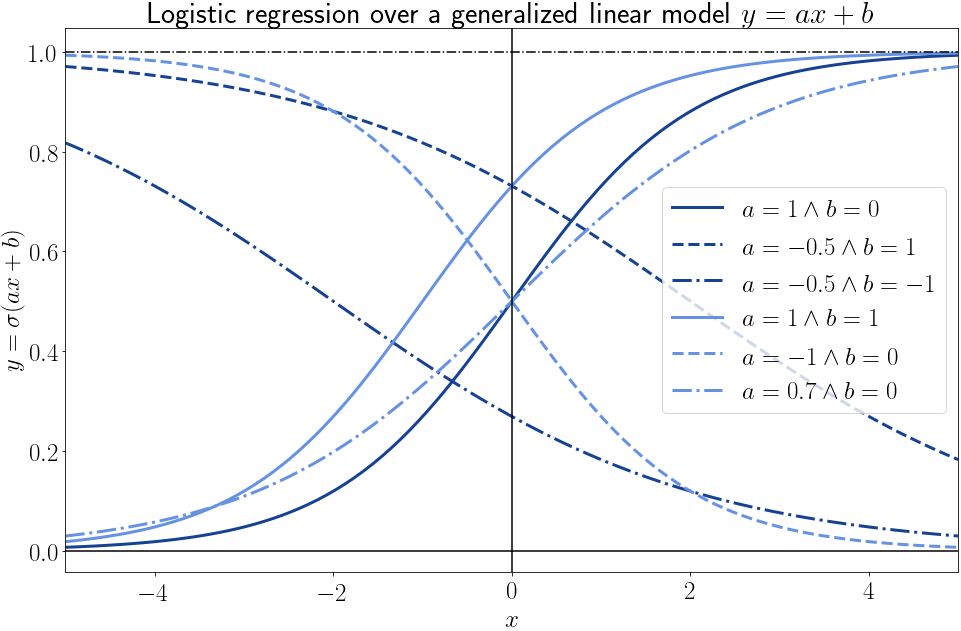 Logistic regression over a generalized linear model y = ax + b
y = σ(ax + b)
1.0
0.8
0.6
0.4
0.2
0.0
a = 1 ∧ b = 0
a = −0.5 ∧ b = 1
a = −0.5 ∧ b = −1
a = 1 ∧ b = 1
a = −1 ∧ b = 0
a = 0.7 ∧ b = 0
−4 −2 0 2 4
x